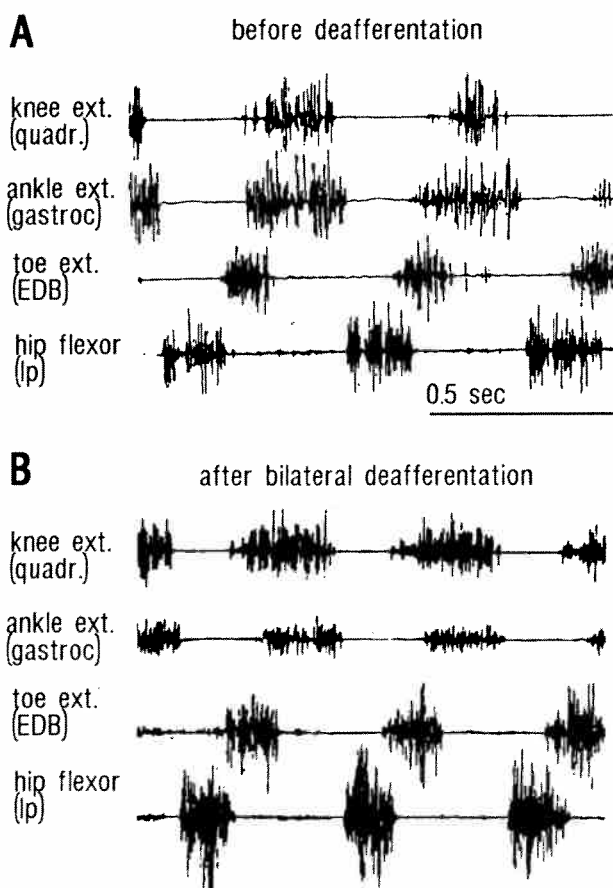 A
before deafferentation
knee ext.
(quadr.)
ankle ext.
(gastroc)
toe ext.
(EDB)
hip flexor
(Ip)
0.5 sec
B
after bilateral deafferentation
knee ext.
(quadr.)
ankle ext.
(gastroc)
toe ext.
(EDB)
hip flexor
(Ip)